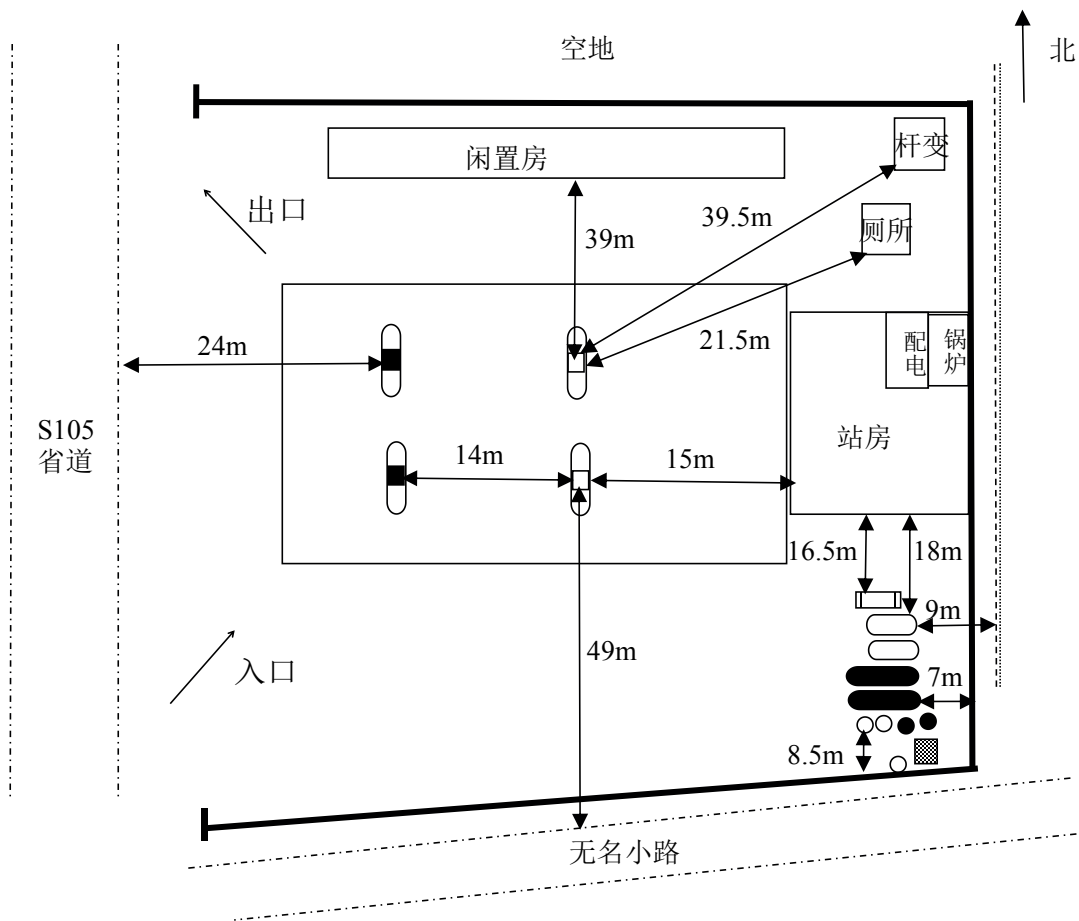 空地
北
杆变
闲置房
厕所
出口
39.5m
39m
24m
21.5m
配电
锅炉
S105
省道
站房
14m
15m
16.5m
18m
9m
入口
49m
7m
8.5m
无名小路